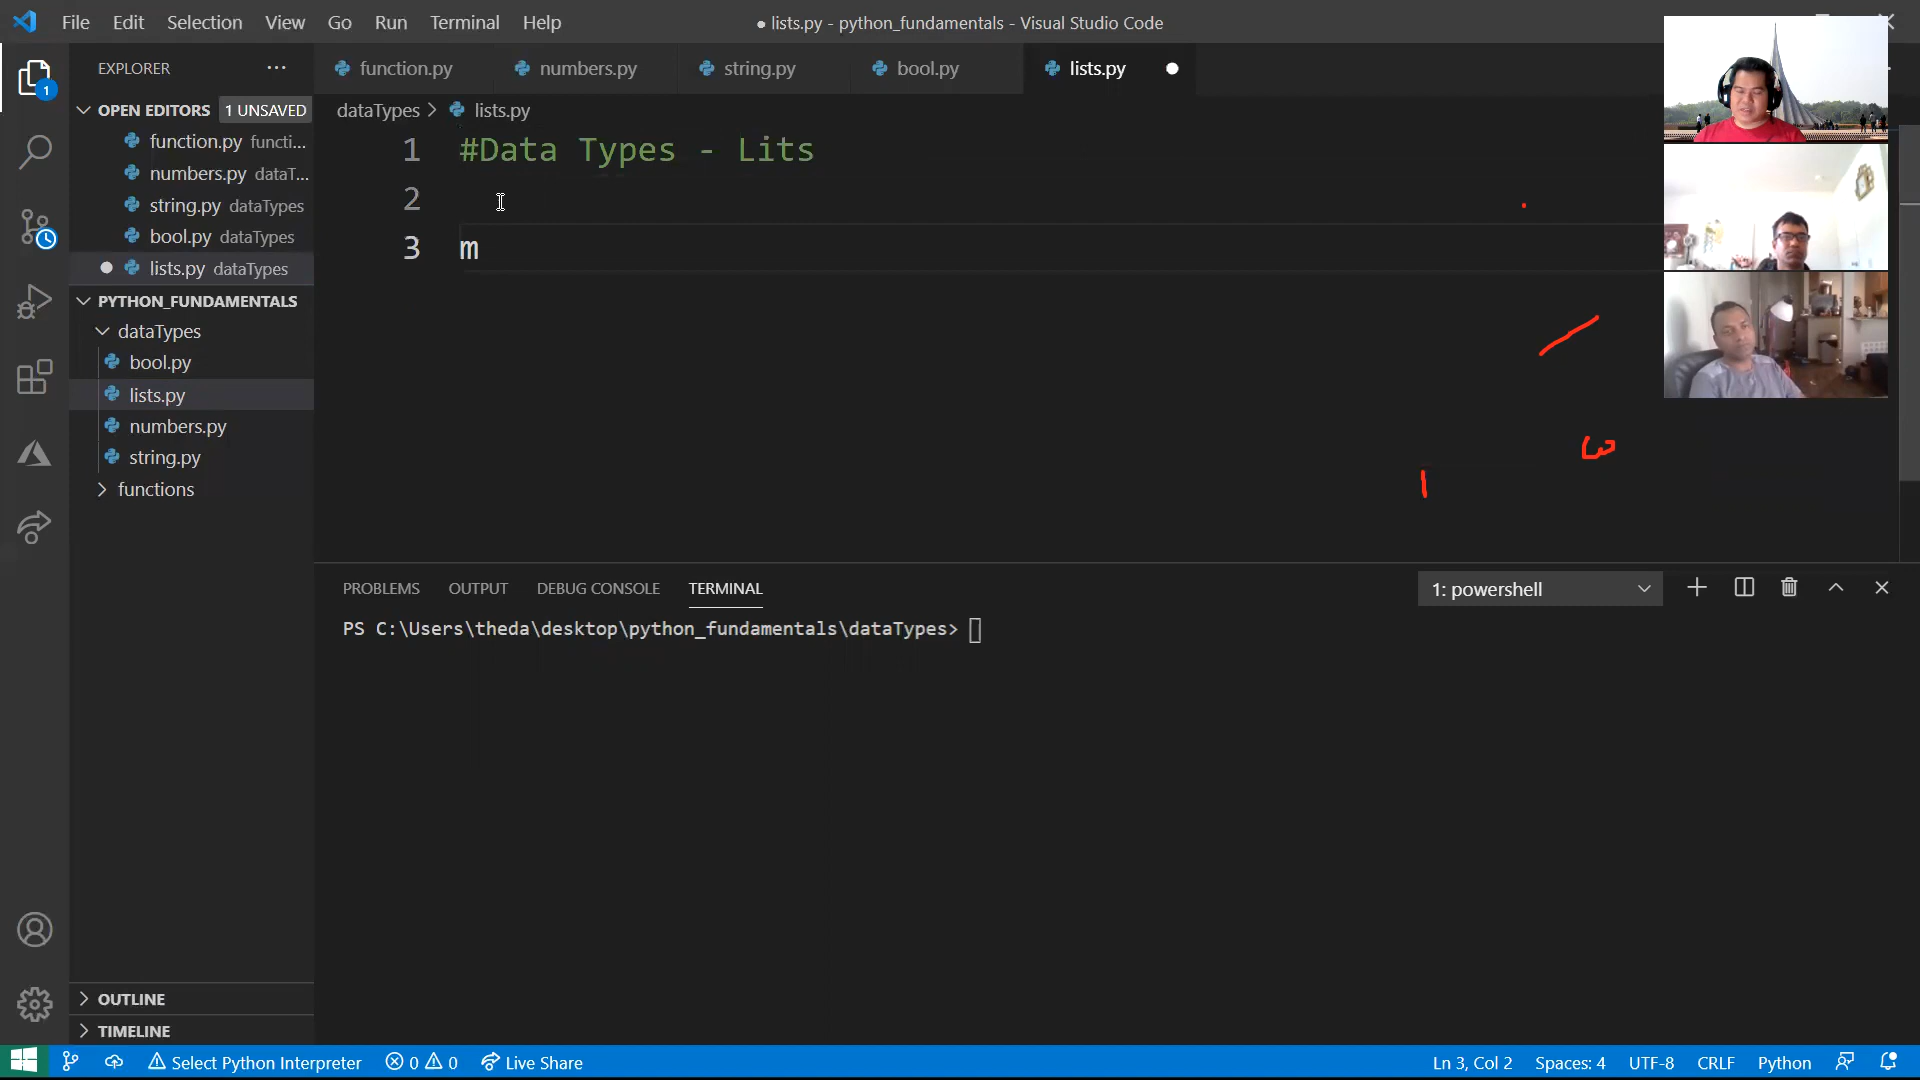 File Edit Selection View Go Run Terminal Help
● lists.py - python_fundamentals - Visual Studio Code
EXPLORER
OPEN EDITORS 1 UNSAVED
function.py functi...
numbers.py dataT...
string.py dataTypes
bool.py dataTypes
lists.py dataTypes
PYTHON_FUNDAMENTALS
dataTypes
bool.py
lists.py
numbers.py
string.py
functions
OUTLINE
TIMELINE
1
function.py numbers.py string.py bool.py lists.py
dataTypes > lists.py
1 #Data Types - Lits
2
3 m
PROBLEMS OUTPUT DEBUG CONSOLE TERMINAL
1: powershell
PS C:\Users\theda\desktop\python_fundamentals\dataTypes>
Select Python Interpreter 0 0 Live Share
Ln 3, Col 2 Spaces: 4 UTF-8 CRLF Python